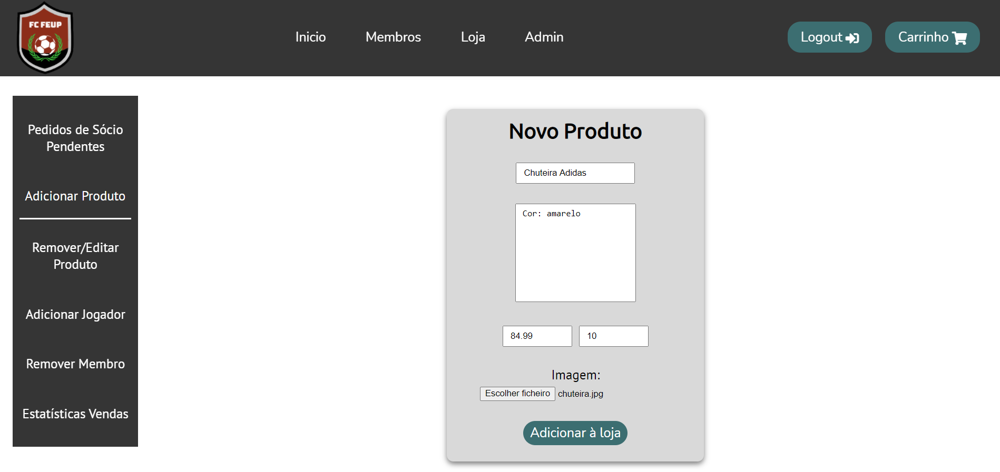 FC FEUP
Inicio
Membros
Loja
Admin
Logout
Carrinho
Pedidos de Sócio
Pendentes
Adicionar Produto
Remover/Editar
Produto
Adicionar Jogador
Remover Membro
Estatísticas Vendas
Novo Produto
Chuteira Adidas
Cor: amarelo
84.99
10
Imagem:
Escolher ficheiro chuteira.jpg
Adicionar à loja